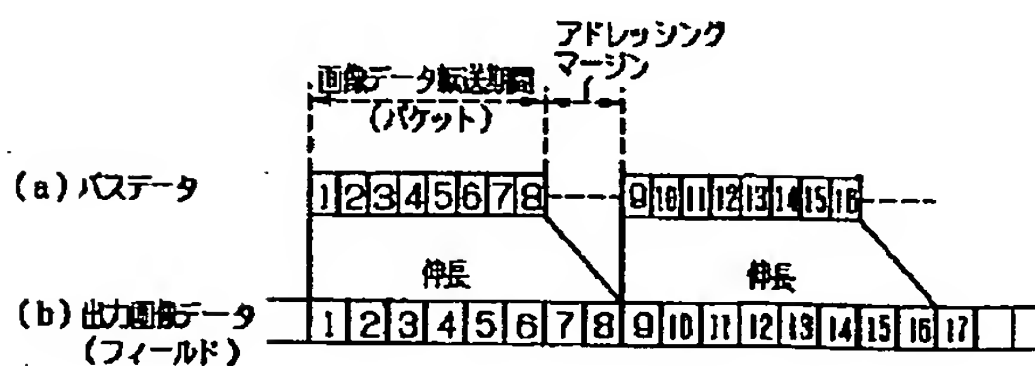 アドレッシング
マージン
画像データ転送期間
(パケット)
(a) バスデータ
1 2 3 4 5 6 7 8 9 10 11 12 13 14 15 16
伸長 伸長
(b) 出力画像データ
(フィールド)
1 2 3 4 5 6 7 8 9 10 11 12 13 14 15 16 17